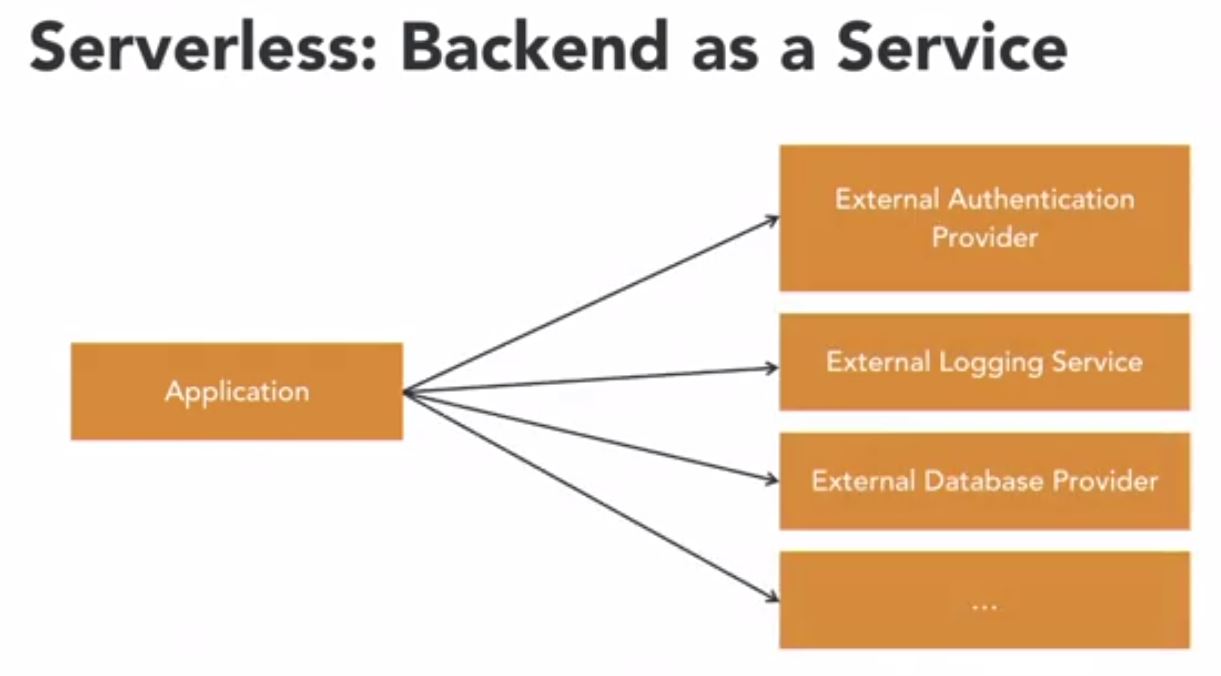 Serverless: Backend as a Service
External Authentication
Provider
External Logging Service
Application
External Database Provider
...